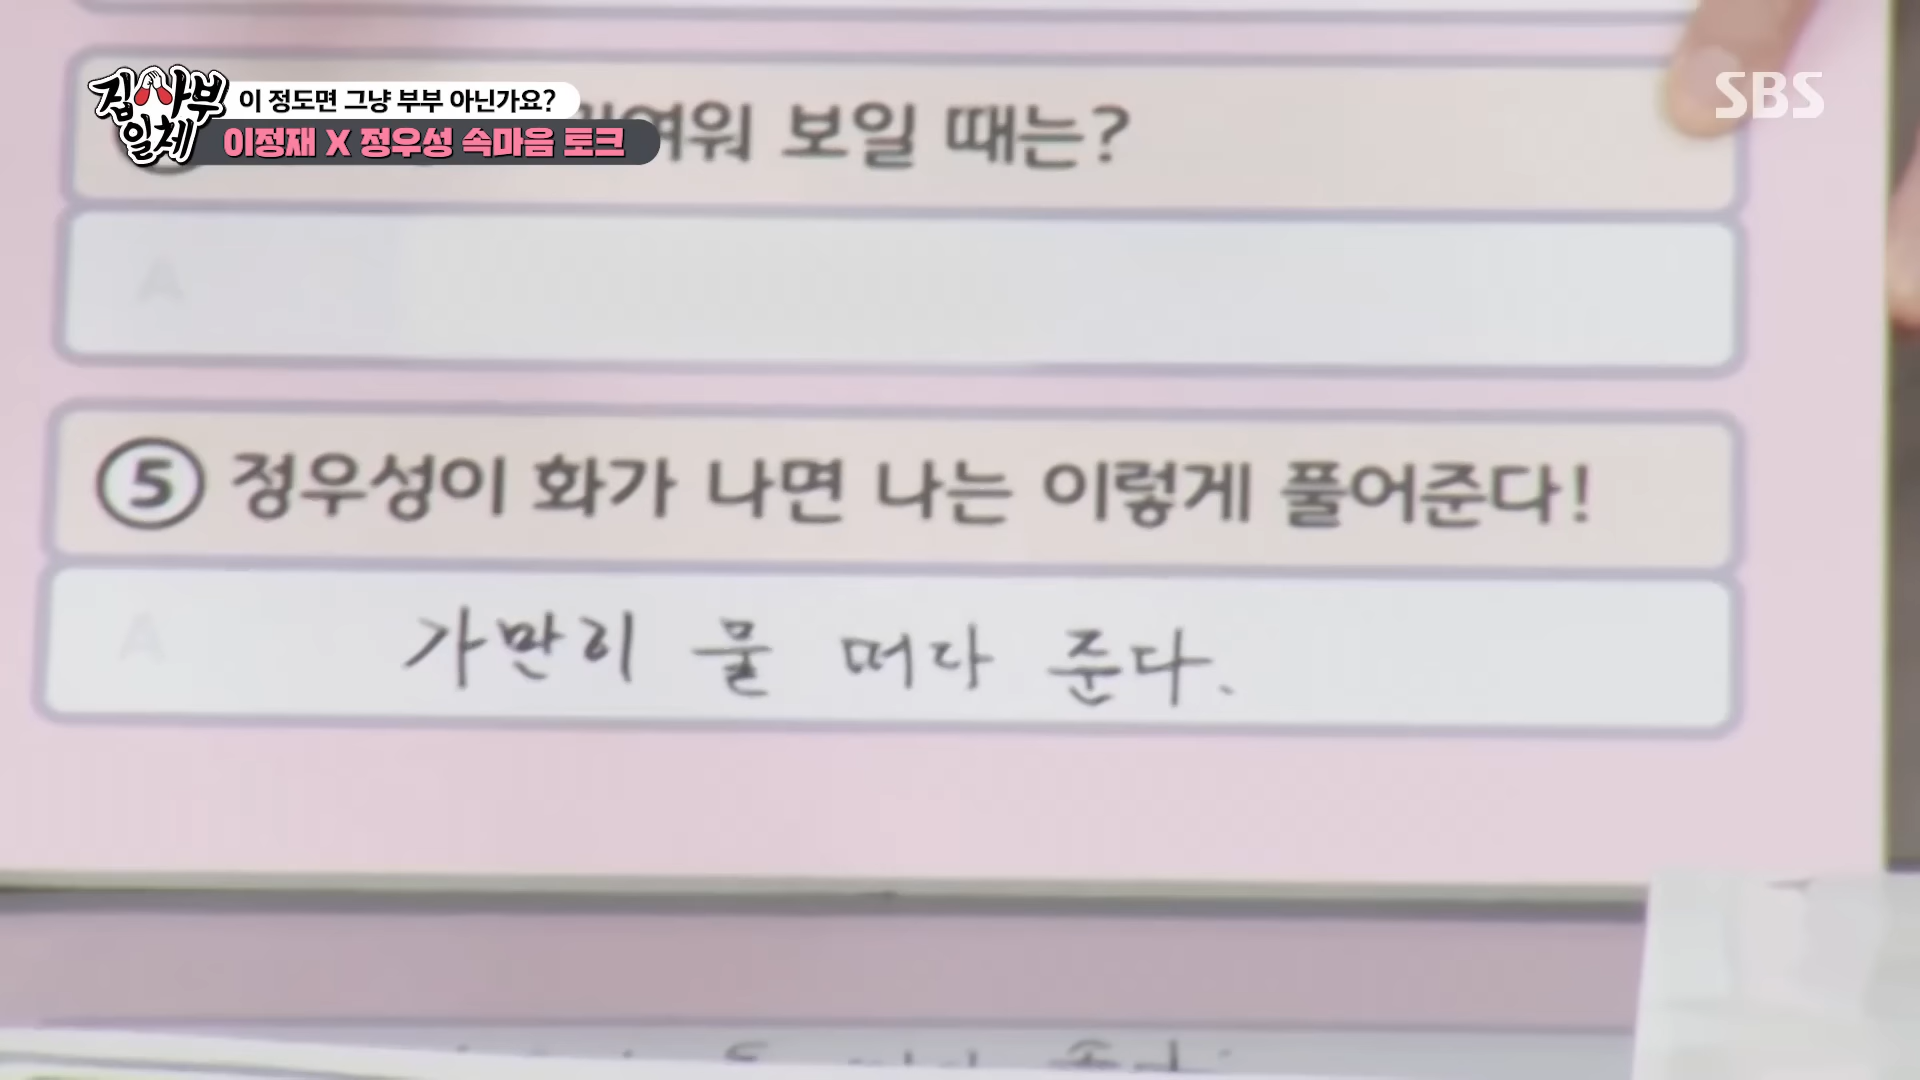 집사부일체
이 정도면 그냥 부부 아닌가요?
이정재 X 정우성 속마음 토크
SBS
보일 때는?
A
⑤ 정우성이 화가 나면 나는 이렇게 풀어준다!
A
가만히 물 떠다 준다.